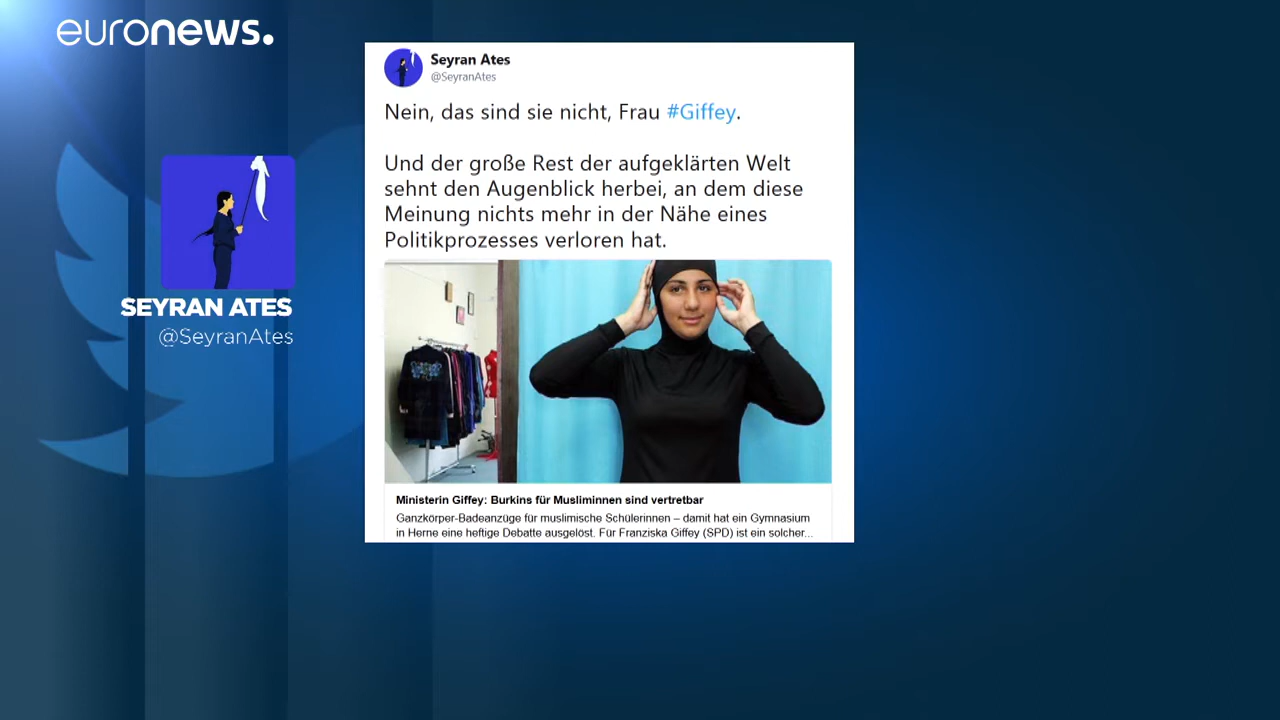 euronews.
Seyran Ates
@SeyranAtes
Nein, das sind sie nicht, Frau #Giffey.
Und der große Rest der aufgeklärten Welt
sehnt den Augenblick herbei, an dem diese
Meinung nichts mehr in der Nähe eines
Politikprozesses verloren hat.
SEYRAN ATES
@SeyranAtes
Ministerin Giffey: Burkins für Musliminnen sind vertretbar
Ganzkörper-Badeanzüge für muslimische Schülerinnen – damit hat ein Gymnasium
in Herne eine heftige Debatte ausgelöst. Für Franziska Giffey (SPD) ist ein solcher...